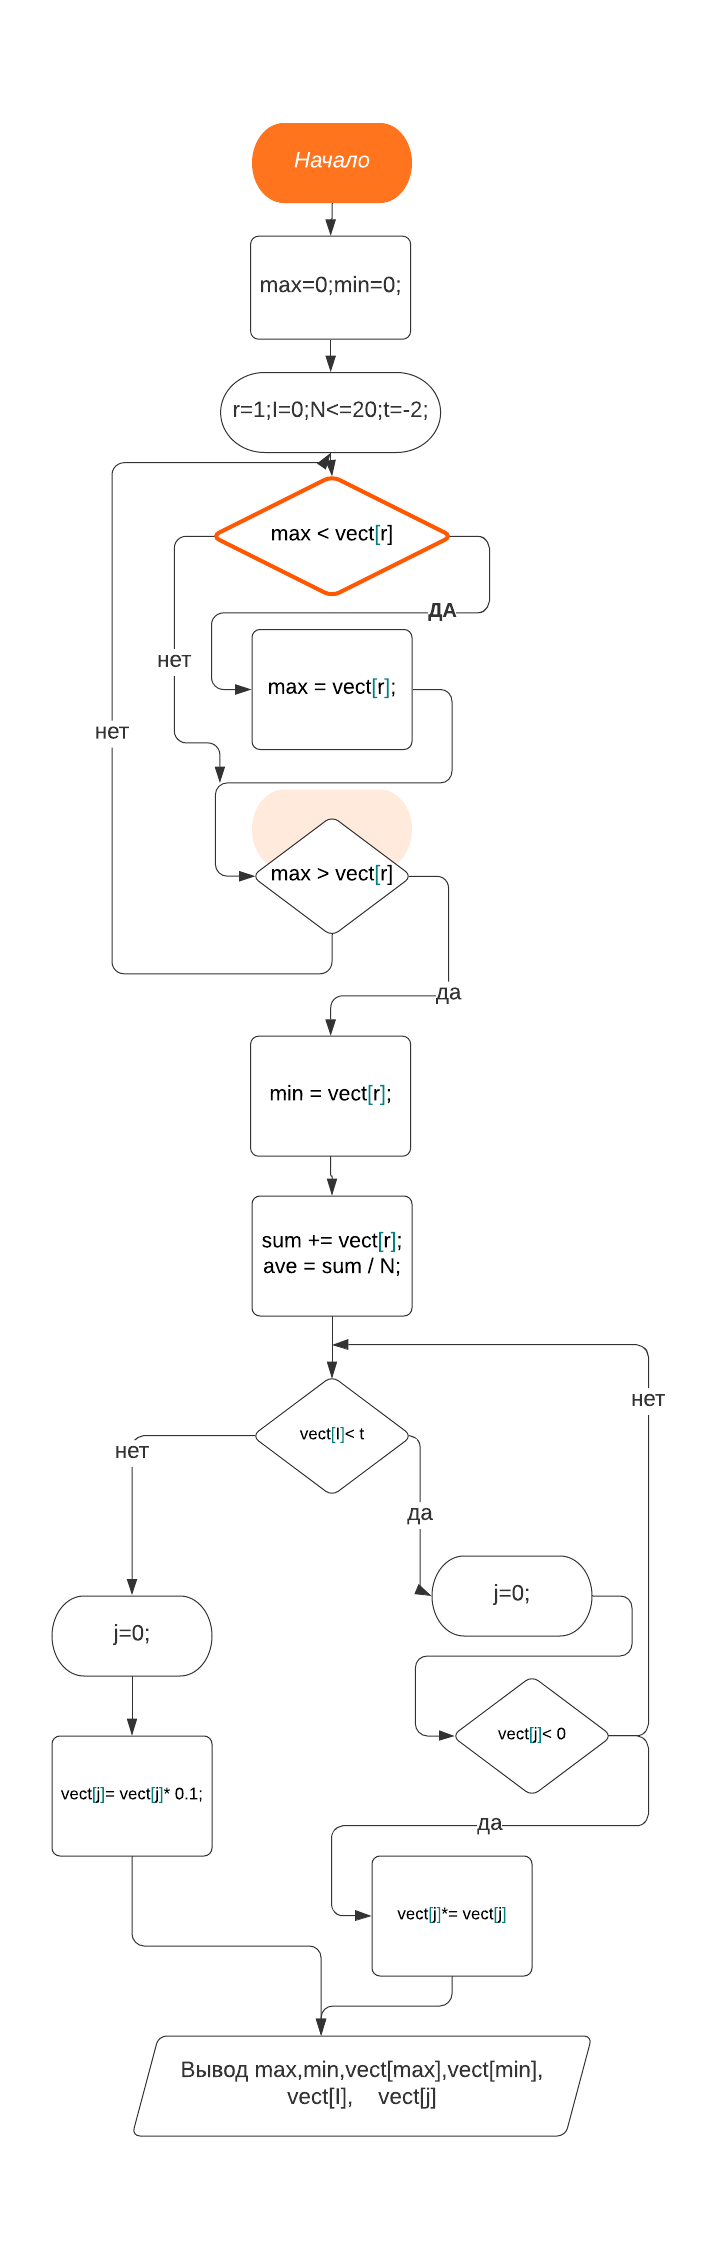 Начало
max=0;min=0;
r=1;I=0;N<=20;t=-2;
max < vect[r]
ДА
нет
max = vect[r];
нет
max > vect[r]
да
min = vect[r];
sum += vect[r];
ave = sum / N;
нет
vect[I]< t
нет
да
j=0;
j=0;
vect[j]< 0
vect[j]= vect[j]* 0.1;
да
vect[j]*= vect[j]
Вывод max,min,vect[max],vect[min],
vect[I],    vect[j]